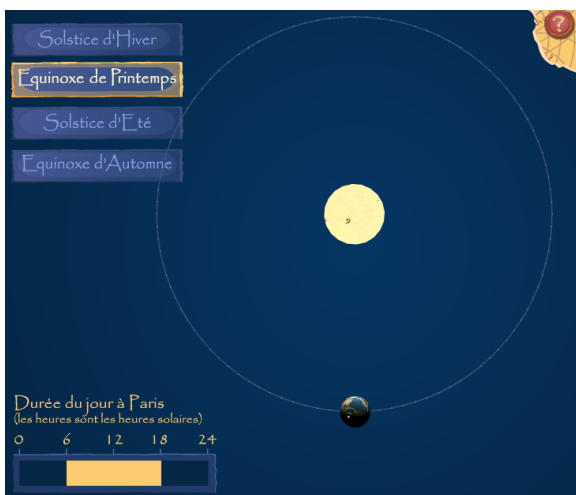 Solstice d'Hiver
?
Equinoxe de Printemps
Solstice d'Eté
Equinoxe d'Automne
Durée du jour à Paris
(les heures sont les heures solaires)
0 6 12 18 24